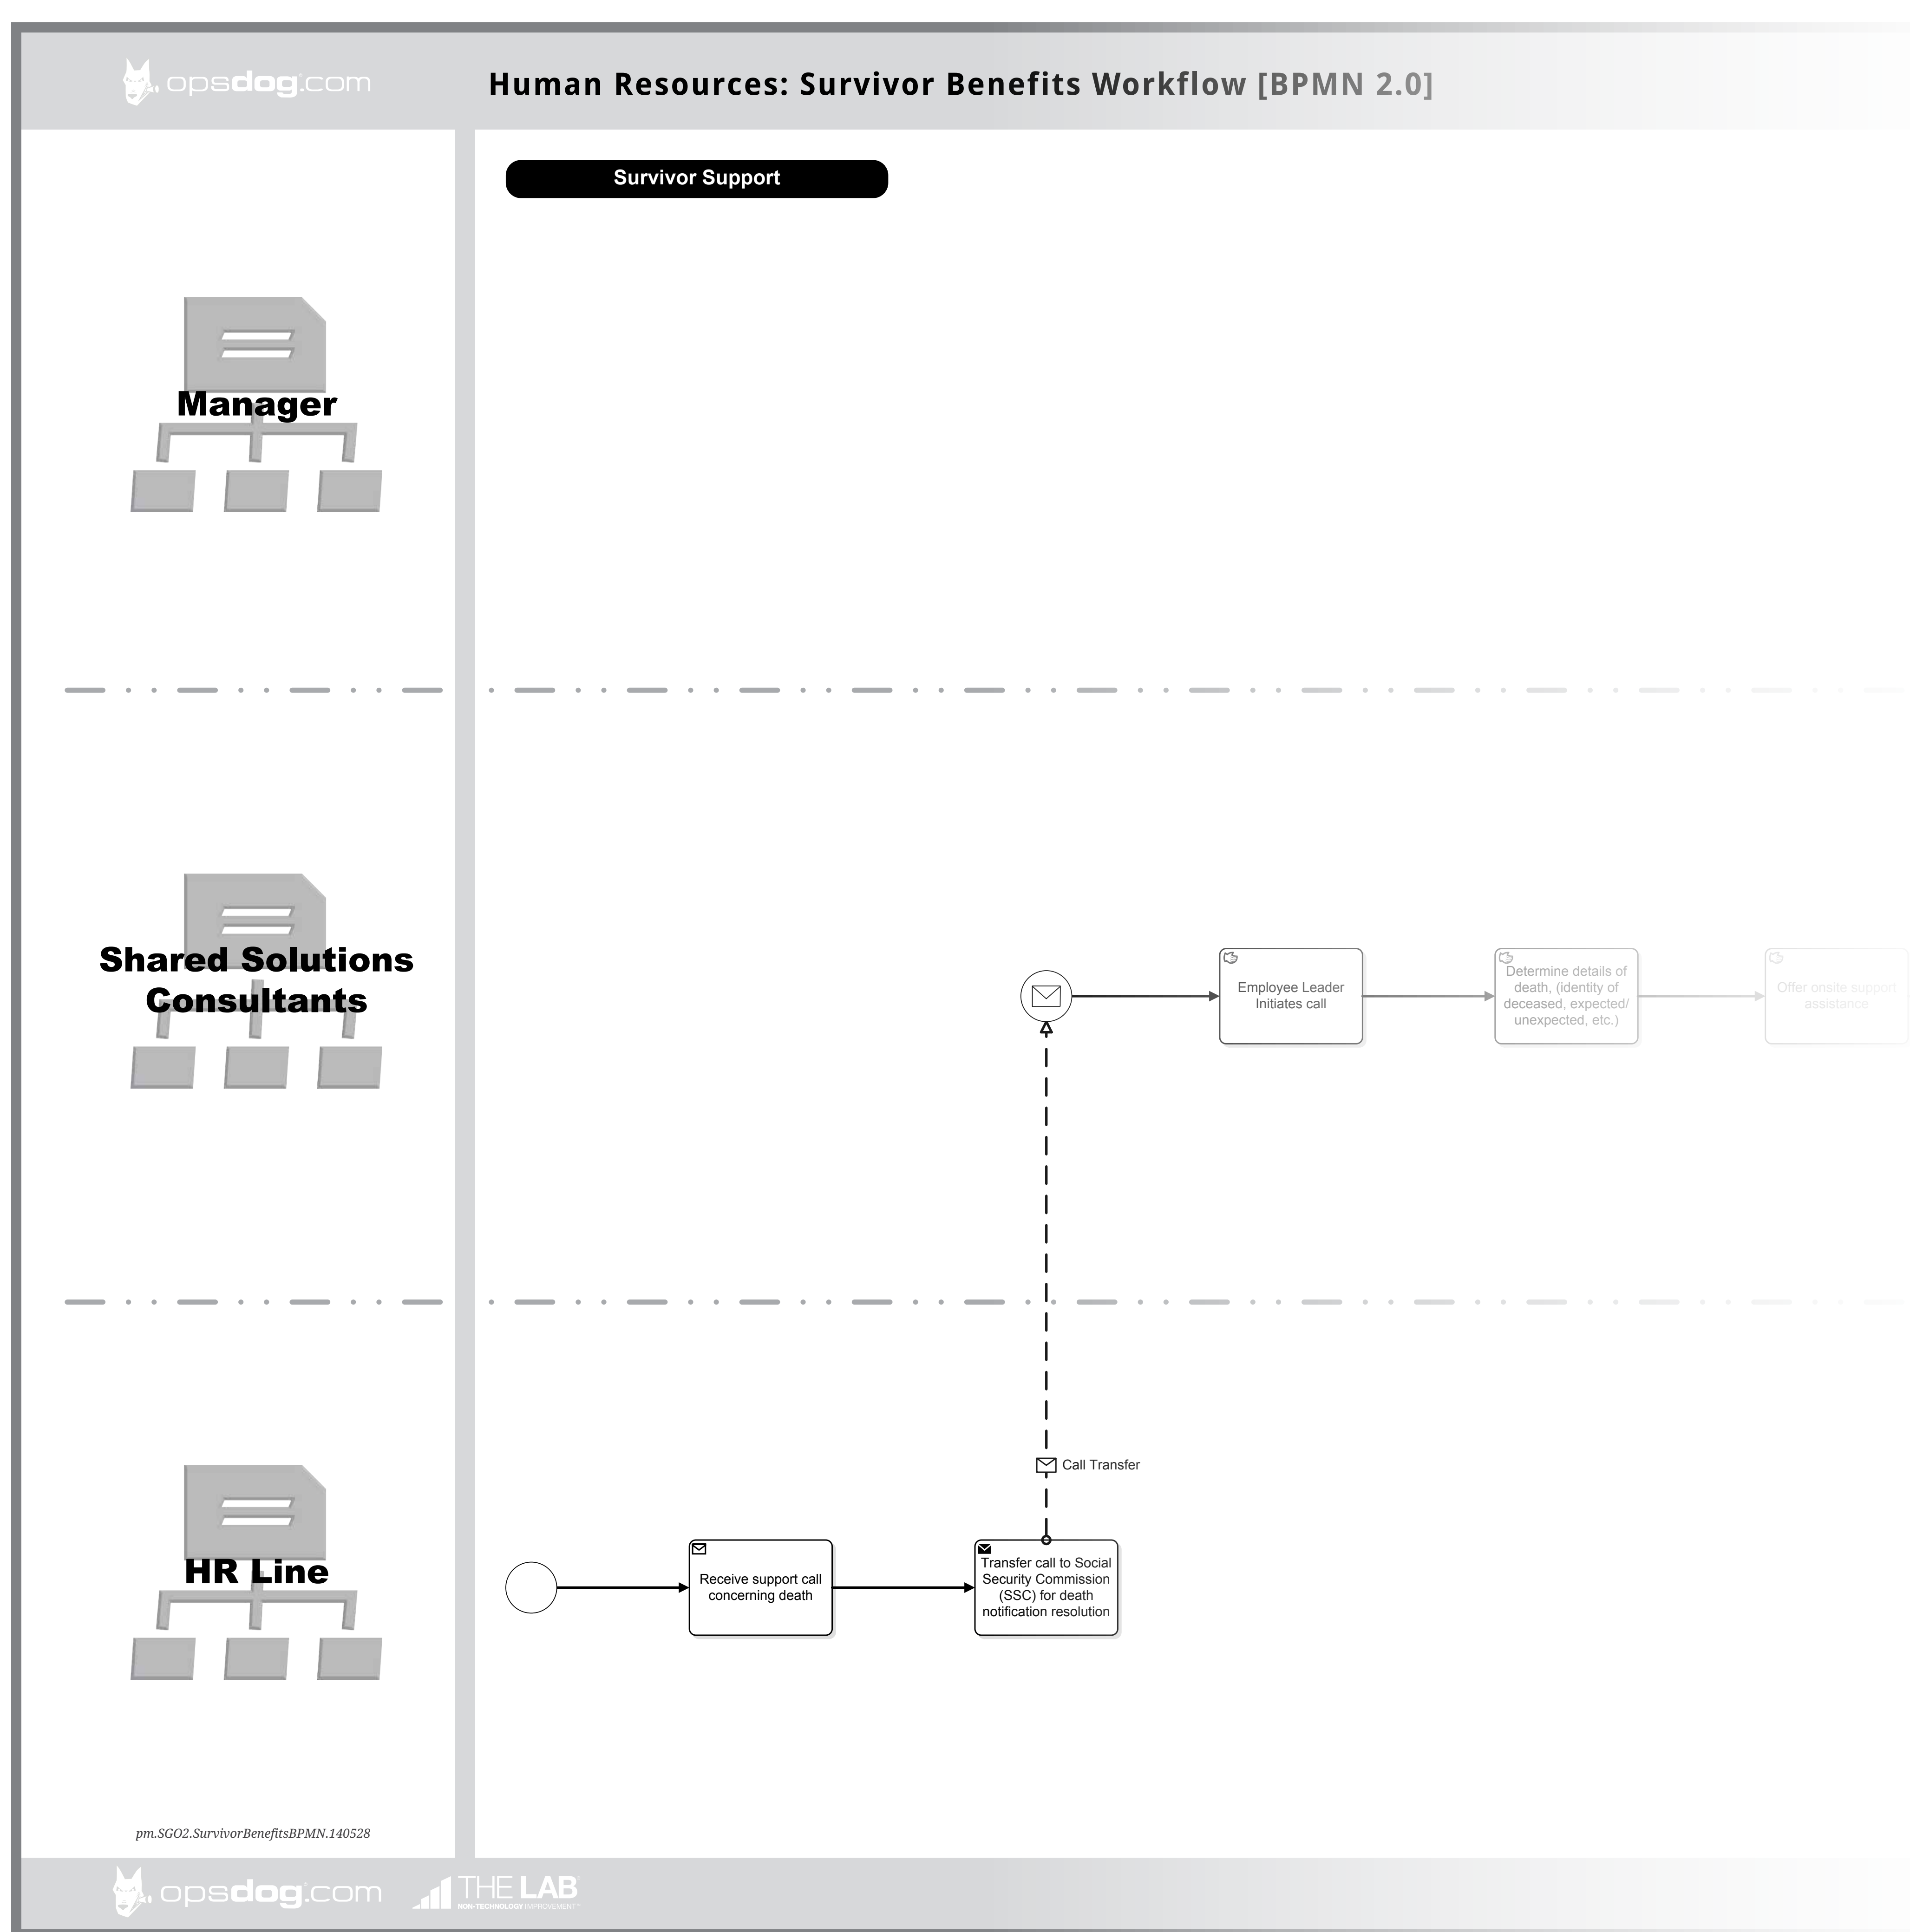 opsdog.com
Human Resources: Survivor Benefits Workflow [BPMN 2.0]
Survivor Support
Manager
Shared Solutions
Consultants
Employee Leader
Initiates call
Determine details of
death, (identity of
deceased, expected/
unexpected, etc.)
Offer onsite support
assistance
Call Transfer
HR Line
Receive support call
concerning death
Transfer call to Social
Security Commission
(SSC) for death
notification resolution
pm.SGO2.SurvivorBenefitsBPMN.140528
opsdog.com
THE LAB®
NON-TECHNOLOGY IMPROVEMENT™